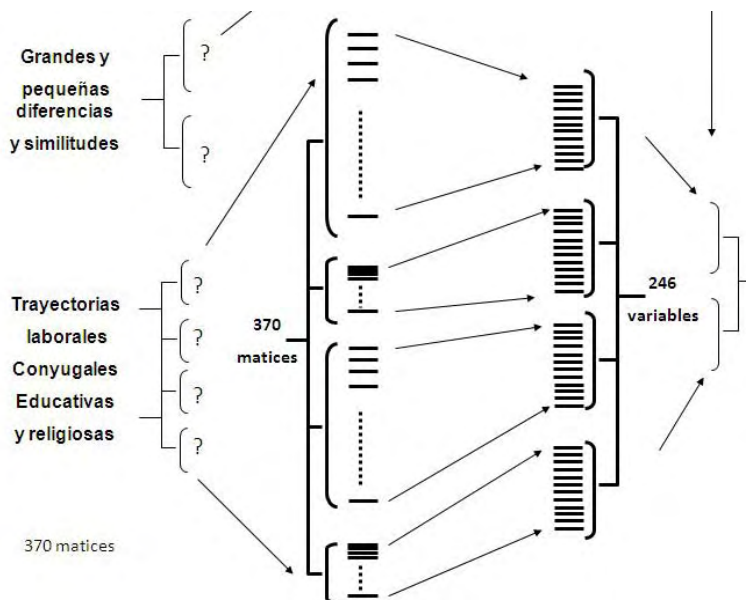 Grandes y
pequeñas
diferencias
y similitudes
?
?
Trayectorias
laborales
Conyugales
Educativas
y religiosas
?
?
?
?
370
matices
246
variables
370 matices